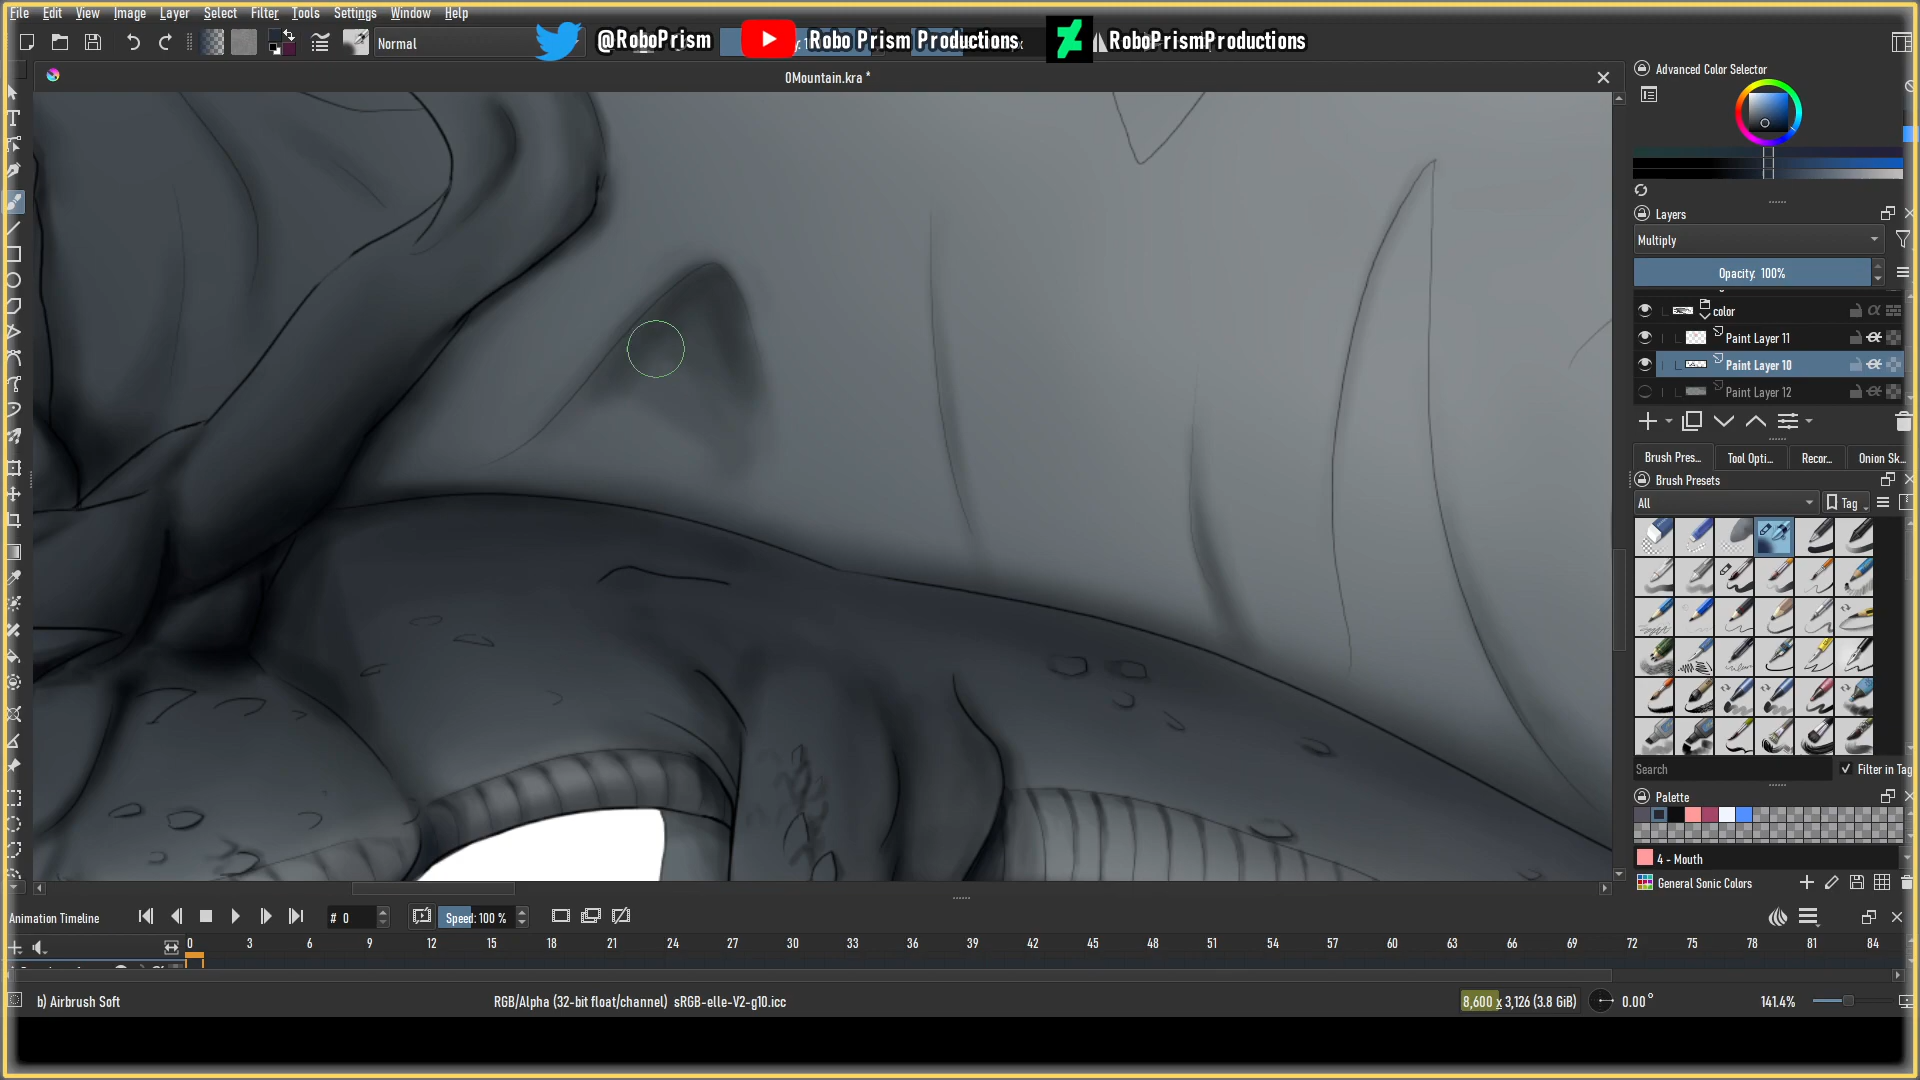 File Edit View Image Layer Select Filter Tools Settings Window Help
Normal
@RoboPrism
Robo Prism Productions
RoboPrismProductions
0Mountain.kra *
Advanced Color Selector
Layers
Multiply
Opacity: 100%
color
Paint Layer 11
Paint Layer 10
Paint Layer 12
Brush Pres... Tool Opti... Recor... Onion Sk...
Brush Presets
All
Tag
Search
Filter in Tag
Palette
4 - Mouth
General Sonic Colors
Animation Timeline
# 0
Speed: 100 %
0 3 6 9 12 15 18 21 24 27 30 33 36 39 42 45 48 51 54 57 60 63 66 69 72 75 78 81 84
b) Airbrush Soft
RGB/Alpha (32-bit float/channel) sRGB-elle-V2-g10.icc
8,600 x 3,126 (3.8 GiB)
0.00°
141.4%